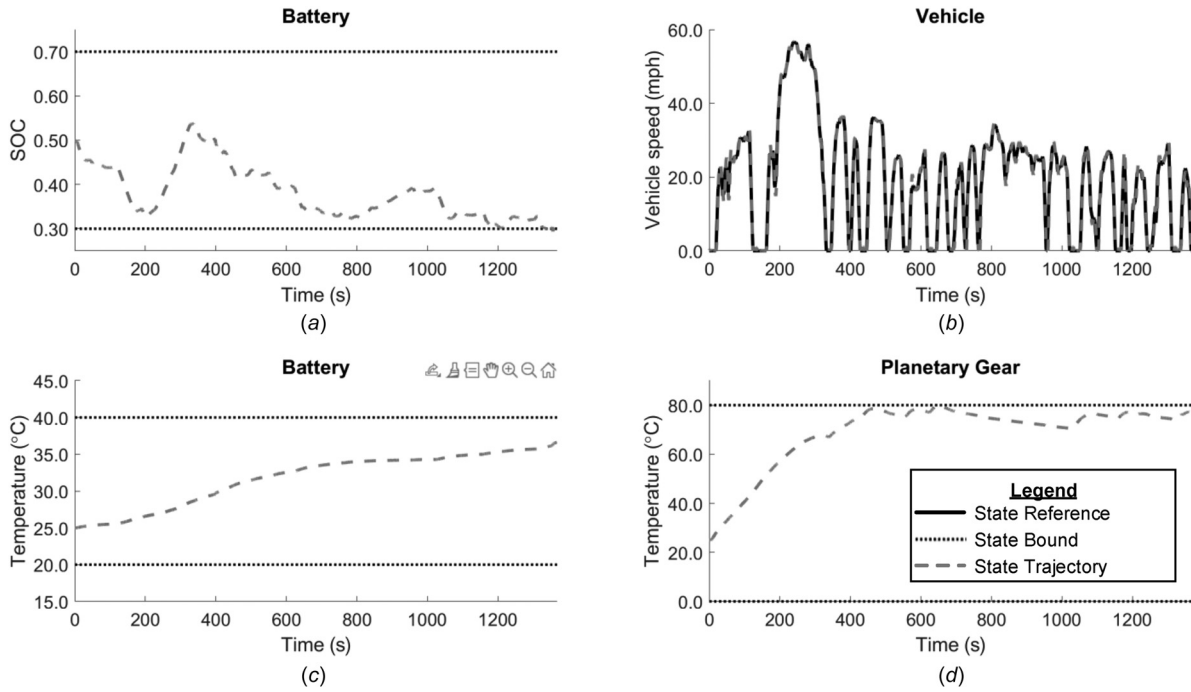 Battery
0.70
0.60
0.50
0.40
0.30
SOC
0 200 400 600 800 1000 1200
Time (s)
(a)
Vehicle
60.0
40.0
20.0
0.0
Vehicle speed (mph)
0 200 400 600 800 1000 1200
Time (s)
(b)
Battery
45.0
40.0
35.0
30.0
25.0
20.0
15.0
Temperature (°C)
0 200 400 600 800 1000 1200
Time (s)
(c)
Planetary Gear
80.0
60.0
40.0
20.0
0.0
Temperature (°C)
Legend
State Reference
State Bound
State Trajectory
0 200 400 600 800 1000 1200
Time (s)
(d)